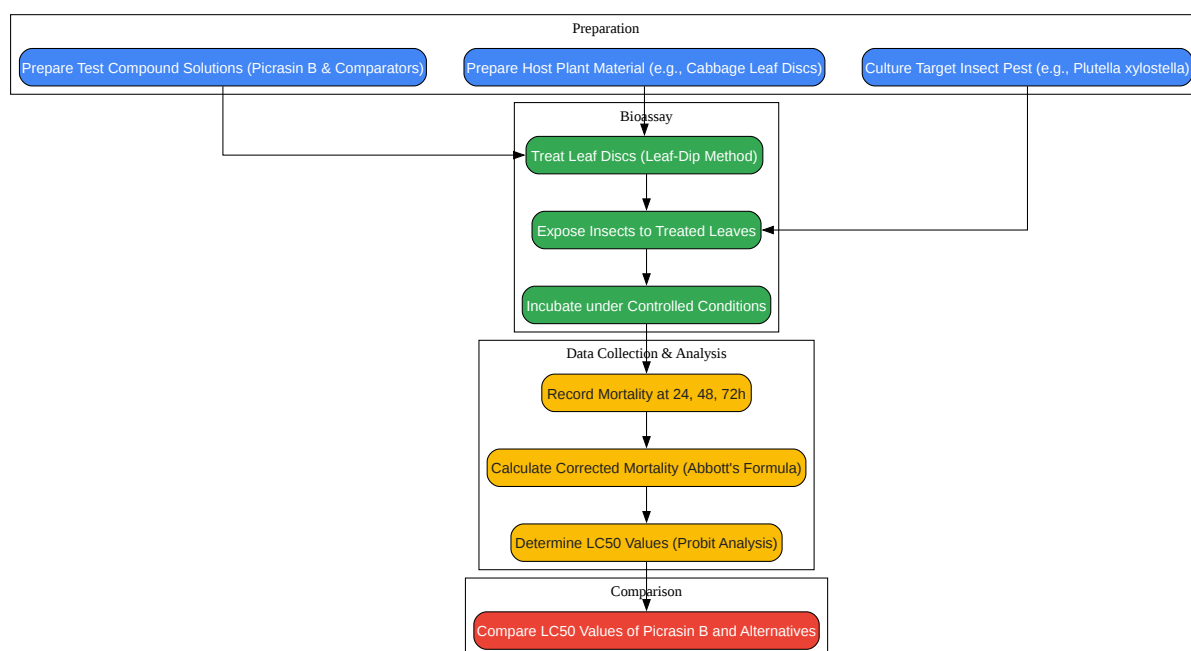 Preparation
Prepare Test Compound Solutions (Picrasin B & Comparators)
Prepare Host Plant Material (e.g., Cabbage Leaf Discs)
Culture Target Insect Pest (e.g., Plutella xylostella)
Bioassay
Treat Leaf Discs (Leaf-Dip Method)
Expose Insects to Treated Leaves
Incubate under Controlled Conditions
Data Collection & Analysis
Record Mortality at 24, 48, 72h
Calculate Corrected Mortality (Abbott's Formula)
Determine LC50 Values (Probit Analysis)
Comparison
Compare LC50 Values of Picrasin B and Alternatives